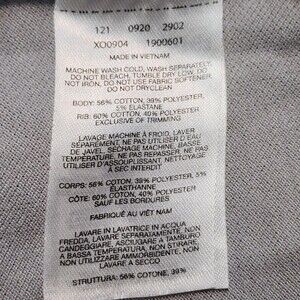 121 0920 2902
XO0904 1900601
MADE IN VIETNAM
MACHINE WASH COLD, WASH SEPARATELY,
DO NOT BLEACH, TUMBLE DRY LOW, DO
NOT IRON, DO NOT USE FABRIC SOFTENER,
DO NOT DRYCLEAN
BODY: 56% COTTON, 39% POLYESTER,
5% ELASTANE
RIB: 60% COTTON, 40% POLYESTER
EXCLUSIVE OF TRIMMING
LAVAGE MACHINE À FROID, LAVER
SÉPAREMENT, NE PAS UTILISER D'EAU
DE JAVEL, SÉCHAGE MACHINE, BASSE
TEMPÉRATURE, NE PAS REPASSER, NE PAS
UTILISER D'ASSOUPLISSANT, NETTOYAGE
A SEC INTERDIT
CORPS: 56% COTON, 39% POLYESTER, 5%
ÉLASTHANNE
CÔTE: 60% COTON, 40% POLYESTER
SAUF LES BORDURES
FABRIQUÉ AU VIÊT NAM
LAVARE IN LAVATRICE IN ACQUA
FREDDA, LAVARE SEPARATAMENTE, NON
CANDEGGIARE, ASCIUGARE A TAMBURO
A BASSA TEMPERATURA, NON STIRARE,
NON USARE AMMORBIDENTE, NON
LAVARE A SECCO
STRUTTURA: 56% COTONE, 39%